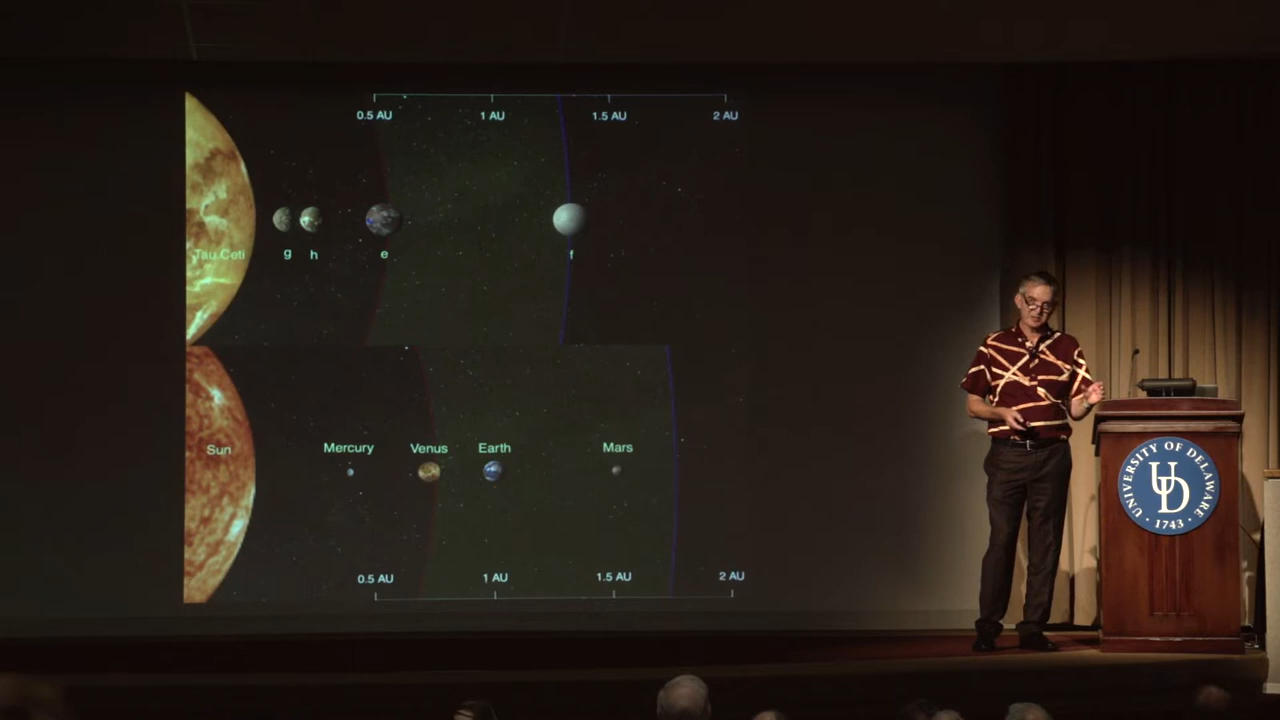 0.5 AU 1 AU 1.5 AU 2 AU
Tau Ceti g h e f
Mercury Venus Earth Mars
Sun
0.5 AU 1 AU 1.5 AU 2 AU
UNIVERSITY OF DELAWARE
UD
1743